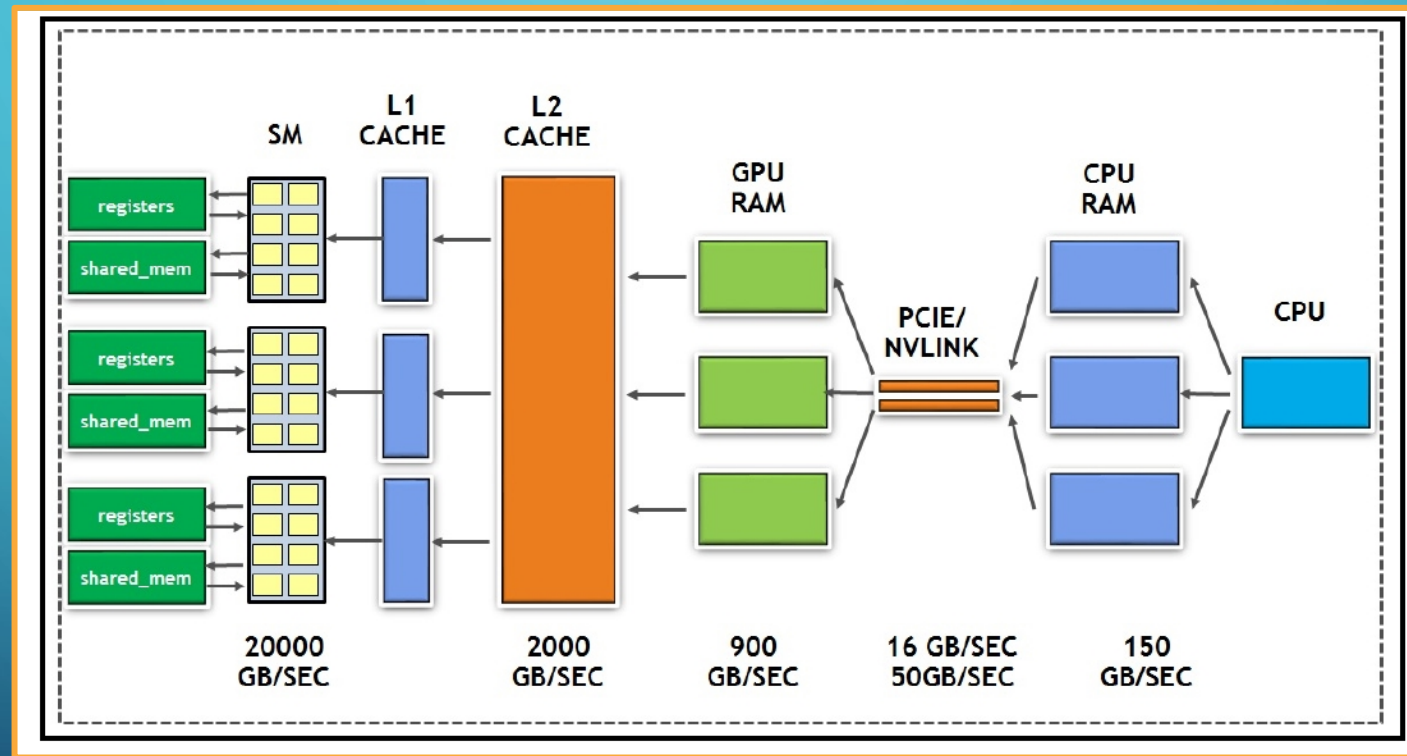 SM
L1
CACHE
L2
CACHE
GPU
RAM
CPU
RAM
PCIE/
NVLINK
CPU
registers
shared_mem
registers
shared_mem
registers
shared_mem
20000
GB/SEC
2000
GB/SEC
900
GB/SEC
16 GB/SEC
50GB/SEC
150
GB/SEC